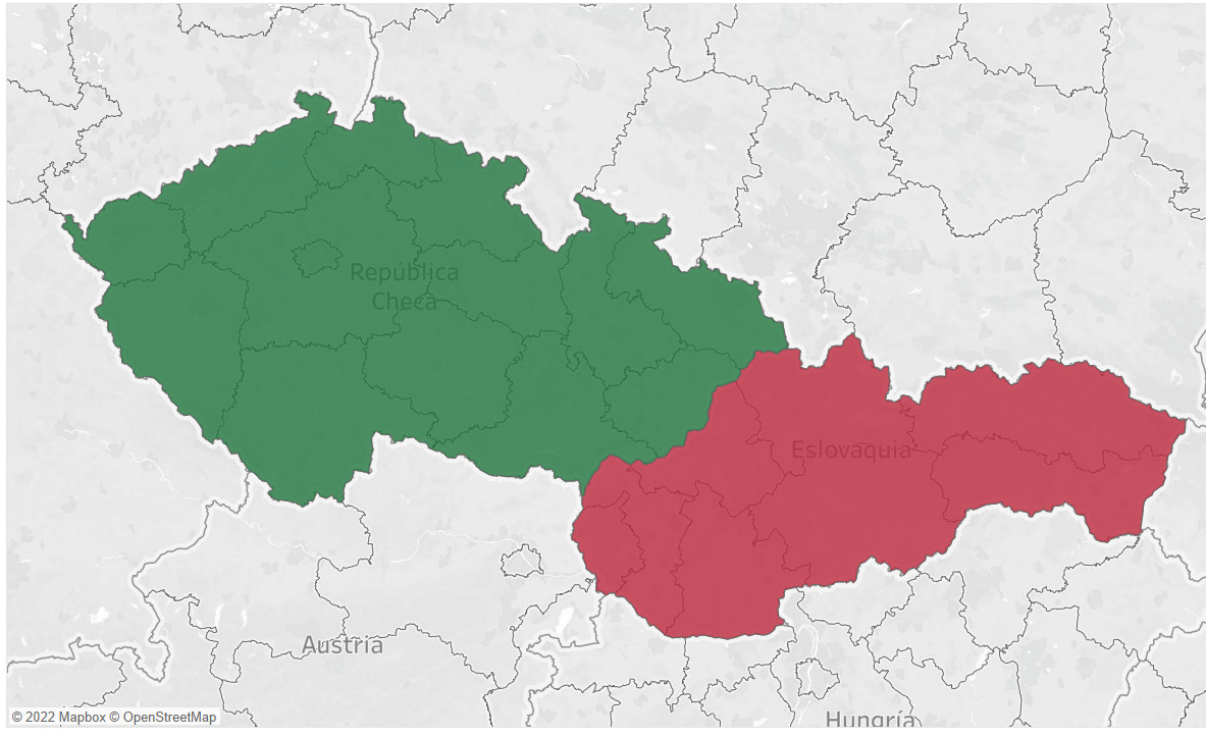 República
Checa
Eslovaquia
Austria
Hungría
© 2022 Mapbox © OpenStreetMap